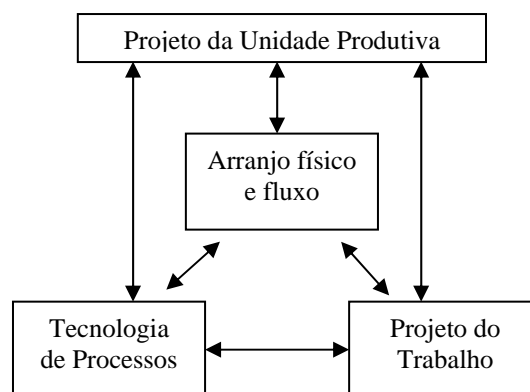 Projeto da Unidade Produtiva
Arranjo físico
e fluxo
Tecnologia
de Processos
Projeto do
Trabalho